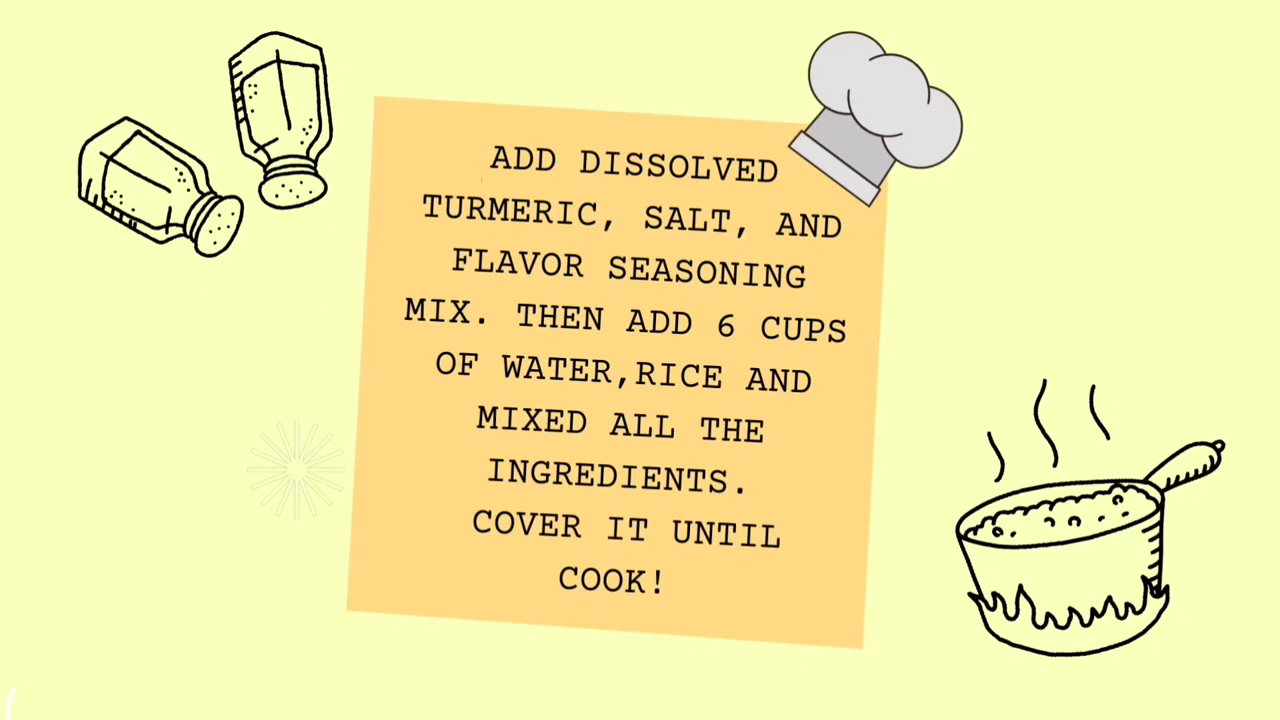 ADD DISSOLVED
TURMERIC, SALT, AND
FLAVOR SEASONING
MIX. THEN ADD 6 CUPS
OF WATER,RICE AND
MIXED ALL THE
INGREDIENTS.
COVER IT UNTIL
COOK!